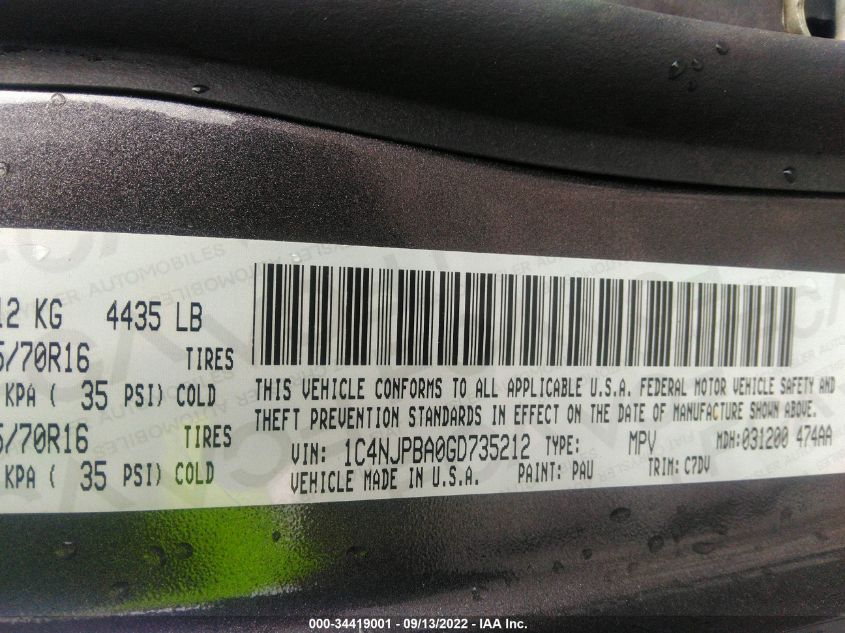 12 KG 4435 LB
5/70R16 TIRES
KPA ( 35 PSI) COLD
5/70R16 TIRES
KPA ( 35 PSI) COLD
THIS VEHICLE CONFORMS TO ALL APPLICABLE U.S.A. FEDERAL MOTOR VEHICLE SAFETY AND
THEFT PREVENTION STANDARDS IN EFFECT ON THE DATE OF MANUFACTURE SHOWN ABOVE.
VIN: 1C4NJPBA0GD735212 TYPE: MPV MDH:031200 474AA
VEHICLE MADE IN U.S.A. PAINT: PAU TRIM: C7DV
000-34419001 - 09/13/2022 - IAA Inc.